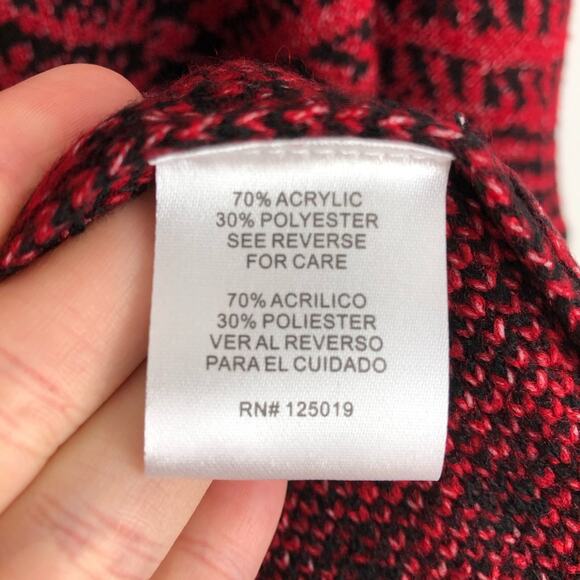 70% ACRYLIC
30% POLYESTER
SEE REVERSE
FOR CARE
70% ACRILICO
30% POLIESTER
VER AL REVERSO
PARA EL CUIDADO
RN# 125019